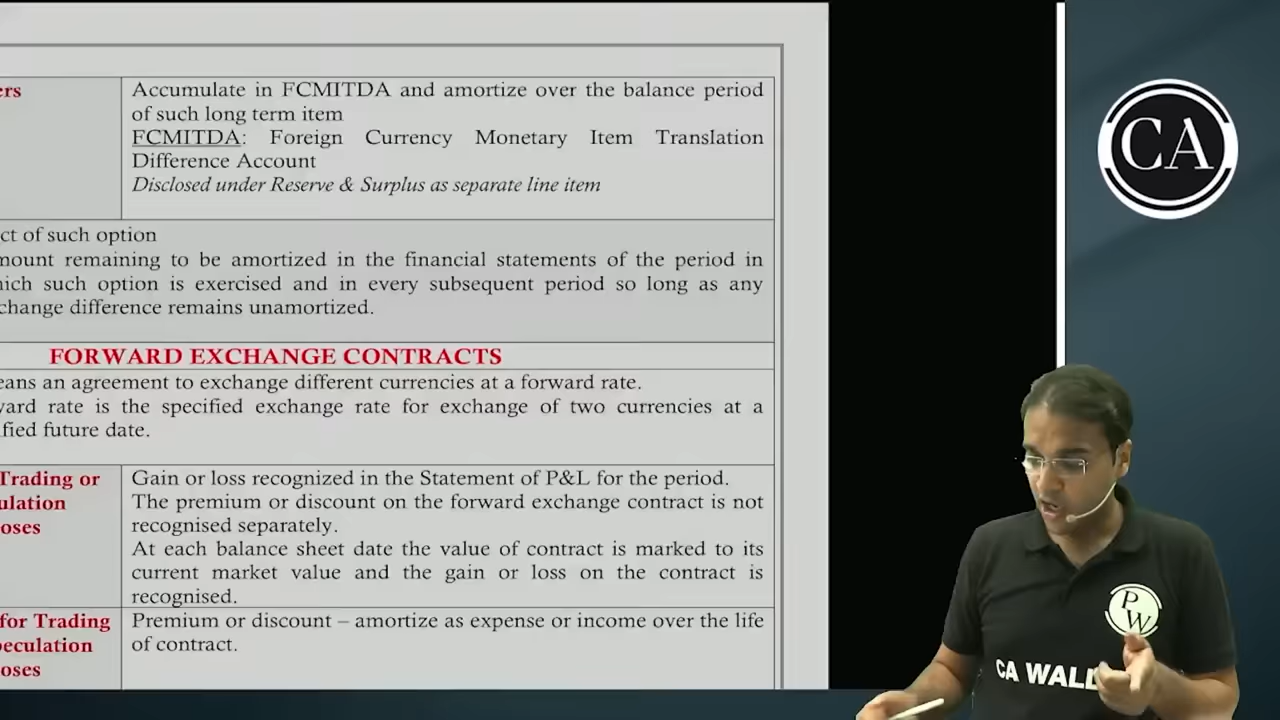 ers
Accumulate in FCMITDA and amortize over the balance period
of such long term item
FCMITDA: Foreign Currency Monetary Item Translation
Difference Account
Disclosed under Reserve & Surplus as separate line item
ct of such option
mount remaining to be amortized in the financial statements of the period in
hich such option is exercised and in every subsequent period so long as any
change difference remains unamortized.
FORWARD EXCHANGE CONTRACTS
eans an agreement to exchange different currencies at a forward rate.
ward rate is the specified exchange rate for exchange of two currencies at a
ified future date.
Trading or
ulation
oses
Gain or loss recognized in the Statement of P&L for the period.
The premium or discount on the forward exchange contract is not
recognised separately.
At each balance sheet date the value of contract is marked to its
current market value and the gain or loss on the contract is
recognised.
for Trading
peculation
oses
Premium or discount – amortize as expense or income over the life
of contract.
CA
PW
CA WALL